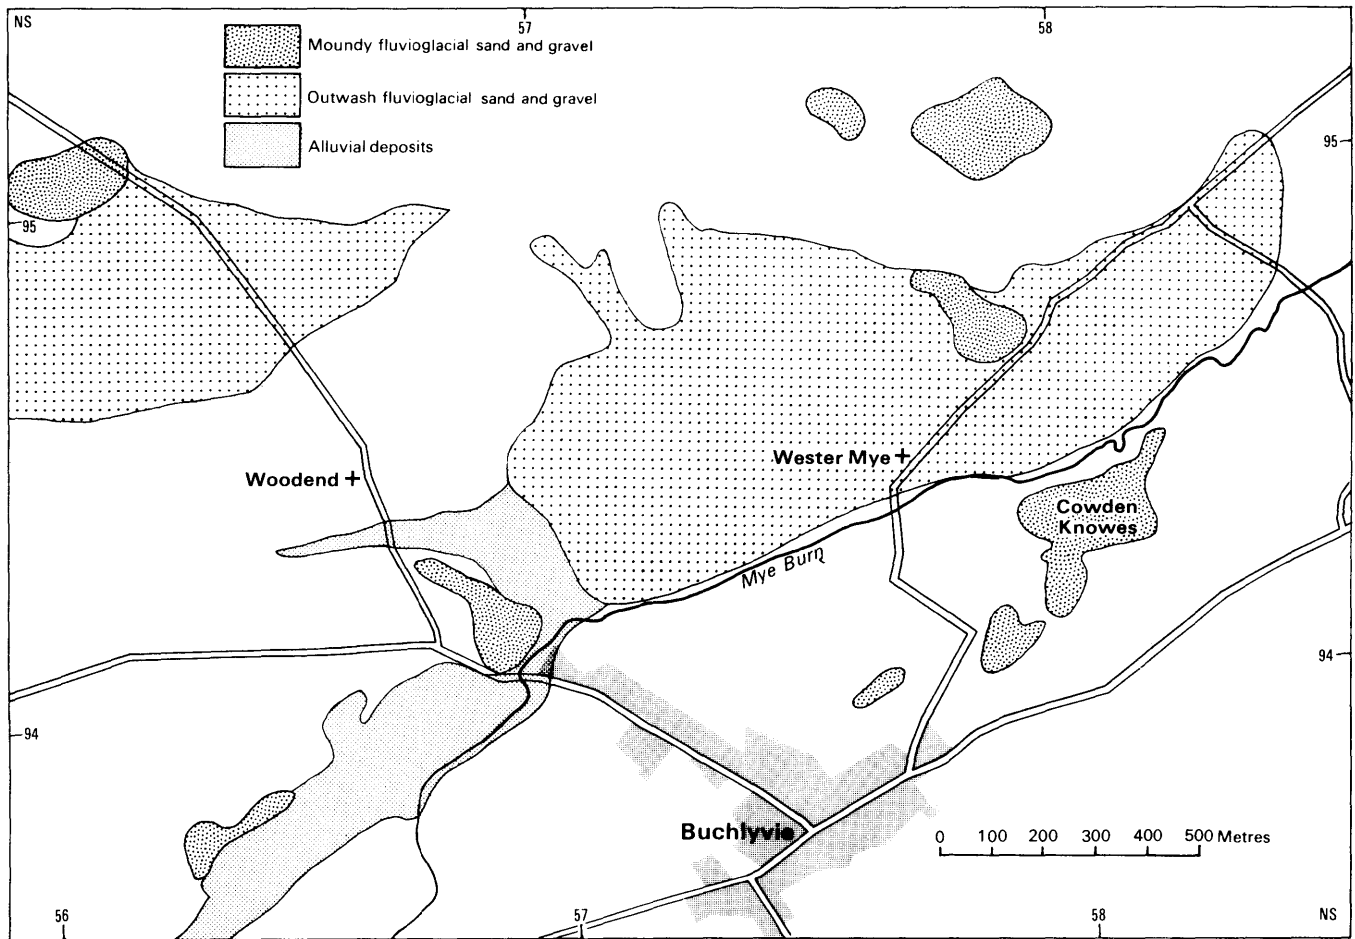 NS
57
58
Moundy fluvioglacial sand and gravel
Outwash fluvioglacial sand and gravel
Alluvial deposits
95
95
Woodend
Wester Mye
Cowden
Knowes
Mye Burn
94
94
Buchlyvie
0 100 200 300 400 500 Metres
56
57
58
NS